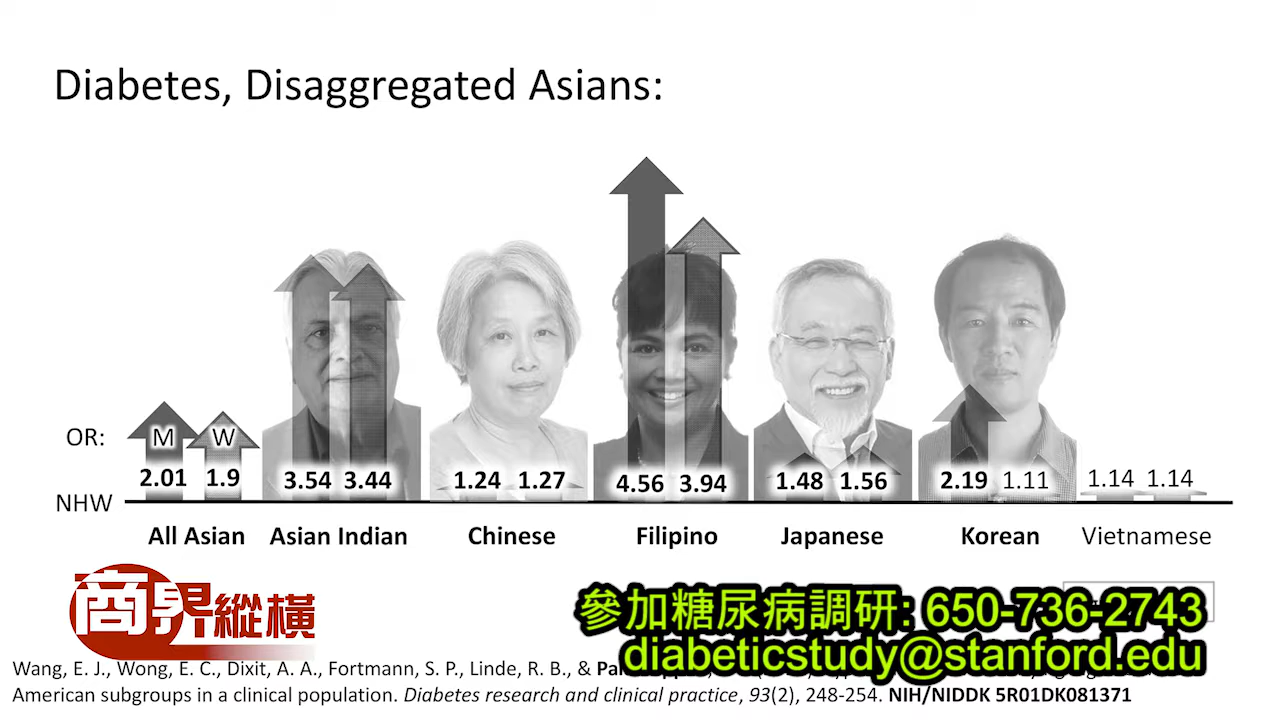 Diabetes, Disaggregated Asians:
OR: M W
2.01 1.9 3.54 3.44 1.24 1.27 4.56 3.94 1.48 1.56 2.19 1.11 1.14 1.14
NHW
All Asian Asian Indian Chinese Filipino Japanese Korean Vietnamese
商界縱橫
參加糖尿病調研: 650-736-2743
diabeticstudy@stanford.edu
Wang, E. J., Wong, E. C., Dixit, A. A., Fortmann, S. P., Linde, R. B., &
American subgroups in a clinical population. Diabetes research and clinical practice, 93(2), 248-254. NIH/NIDDK 5R01DK081371